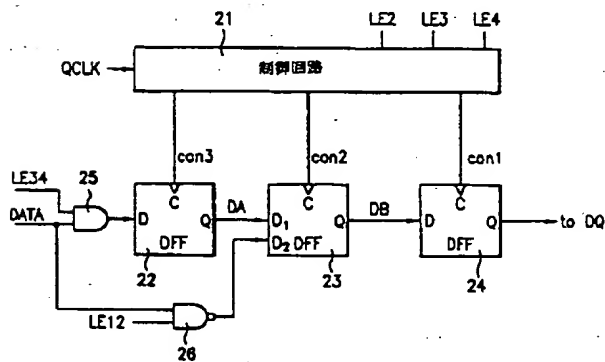 21
LE2 LE3 LE4
QCLK
制御回路
con3 con2 con1
LE34
25
DATA
D C Q DFF
22
DA
D1 D2 C Q DFF
23
DB
D C Q DFF
24
to DQ
LE12
26